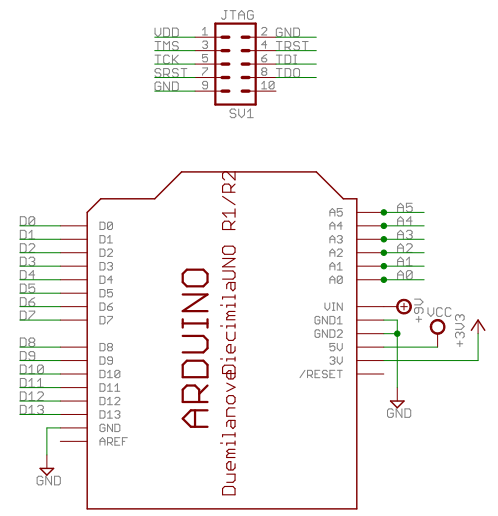 JTAG
VDD 1 2 GND
TMS 3 4 TRST
TCK 5 6 TDI
SRST 7 8 TDO
GND 9 10
SV1
D0 D0
D1 D1
D2 D2
D3 D3
D4 D4
D5 D5
D6 D6
D7 D7
D8 D8
D9 D9
D10 D10
D11 D11
D12 D12
D13 D13
GND
AREF
GND
ARDUINO
DuemilanoveDiecimilaUNO R1/R2
A5 A5
A4 A4
A3 A3
A2 A2
A1 A1
A0 A0
VIN +9V
GND1 VCC
GND2 +3V3
5V
3V
/RESET
GND